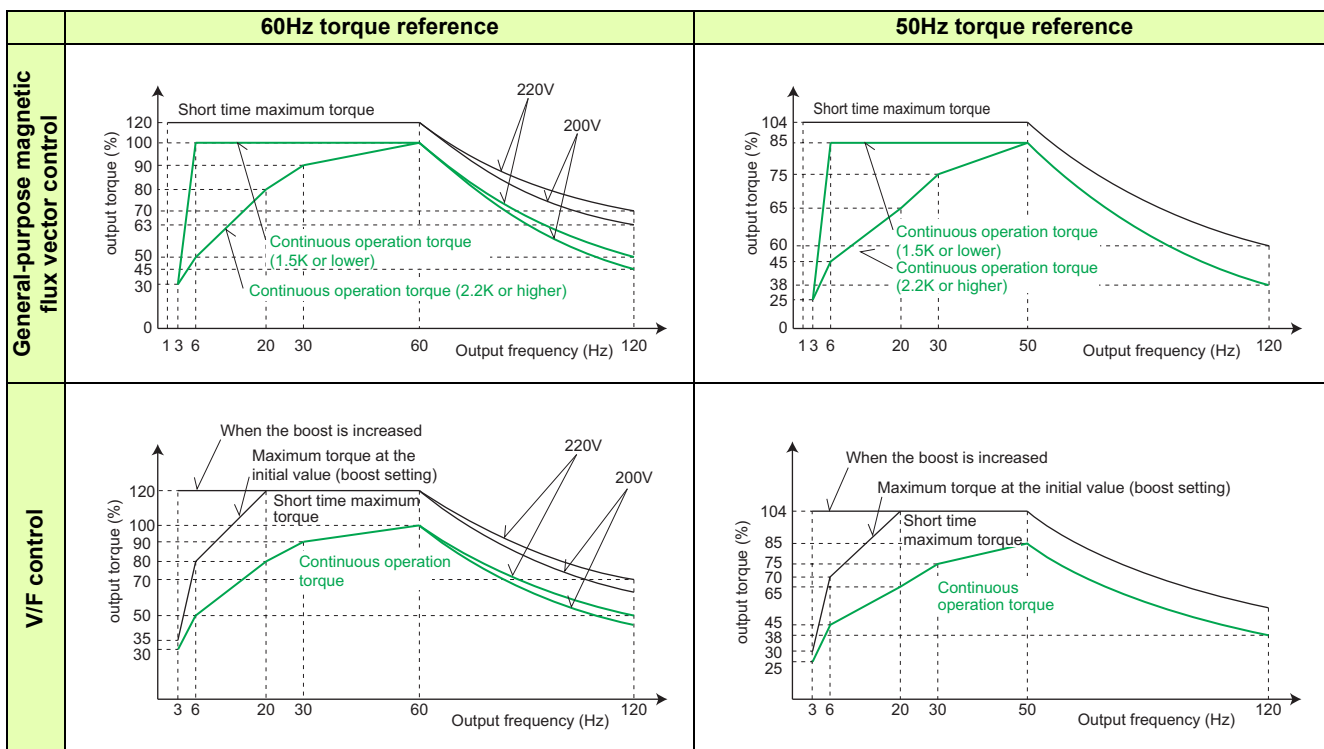 60Hz torque reference
50Hz torque reference
General-purpose magnetic
flux vector control
output torque (%)
120
100
90
80
70
63
50
45
30
0
Short time maximum torque
220V
200V
Continuous operation torque
(1.5K or lower)
Continuous operation torque (2.2K or higher)
1 3 6 20 30 60 Output frequency (Hz) 120
output torque (%)
104
85
75
65
60
45
38
25
0
Short time maximum torque
Continuous operation torque
(1.5K or lower)
Continuous operation torque
(2.2K or higher)
1 3 6 20 30 50 Output frequency (Hz) 120
V/F control
output torque (%)
When the boost is increased
Maximum torque at the
initial value (boost setting)
220V
200V
120
100
90
80
70
50
35
30
Short time maximum
torque
Continuous operation
torque
3 6 20 30 60 Output frequency (Hz) 120
output torque (%)
When the boost is increased
Maximum torque at the initial value (boost setting)
104
85
75
70
65
45
38
30
25
Short time
maximum torque
Continuous
operation torque
3 6 20 30 50 Output frequency (Hz) 120